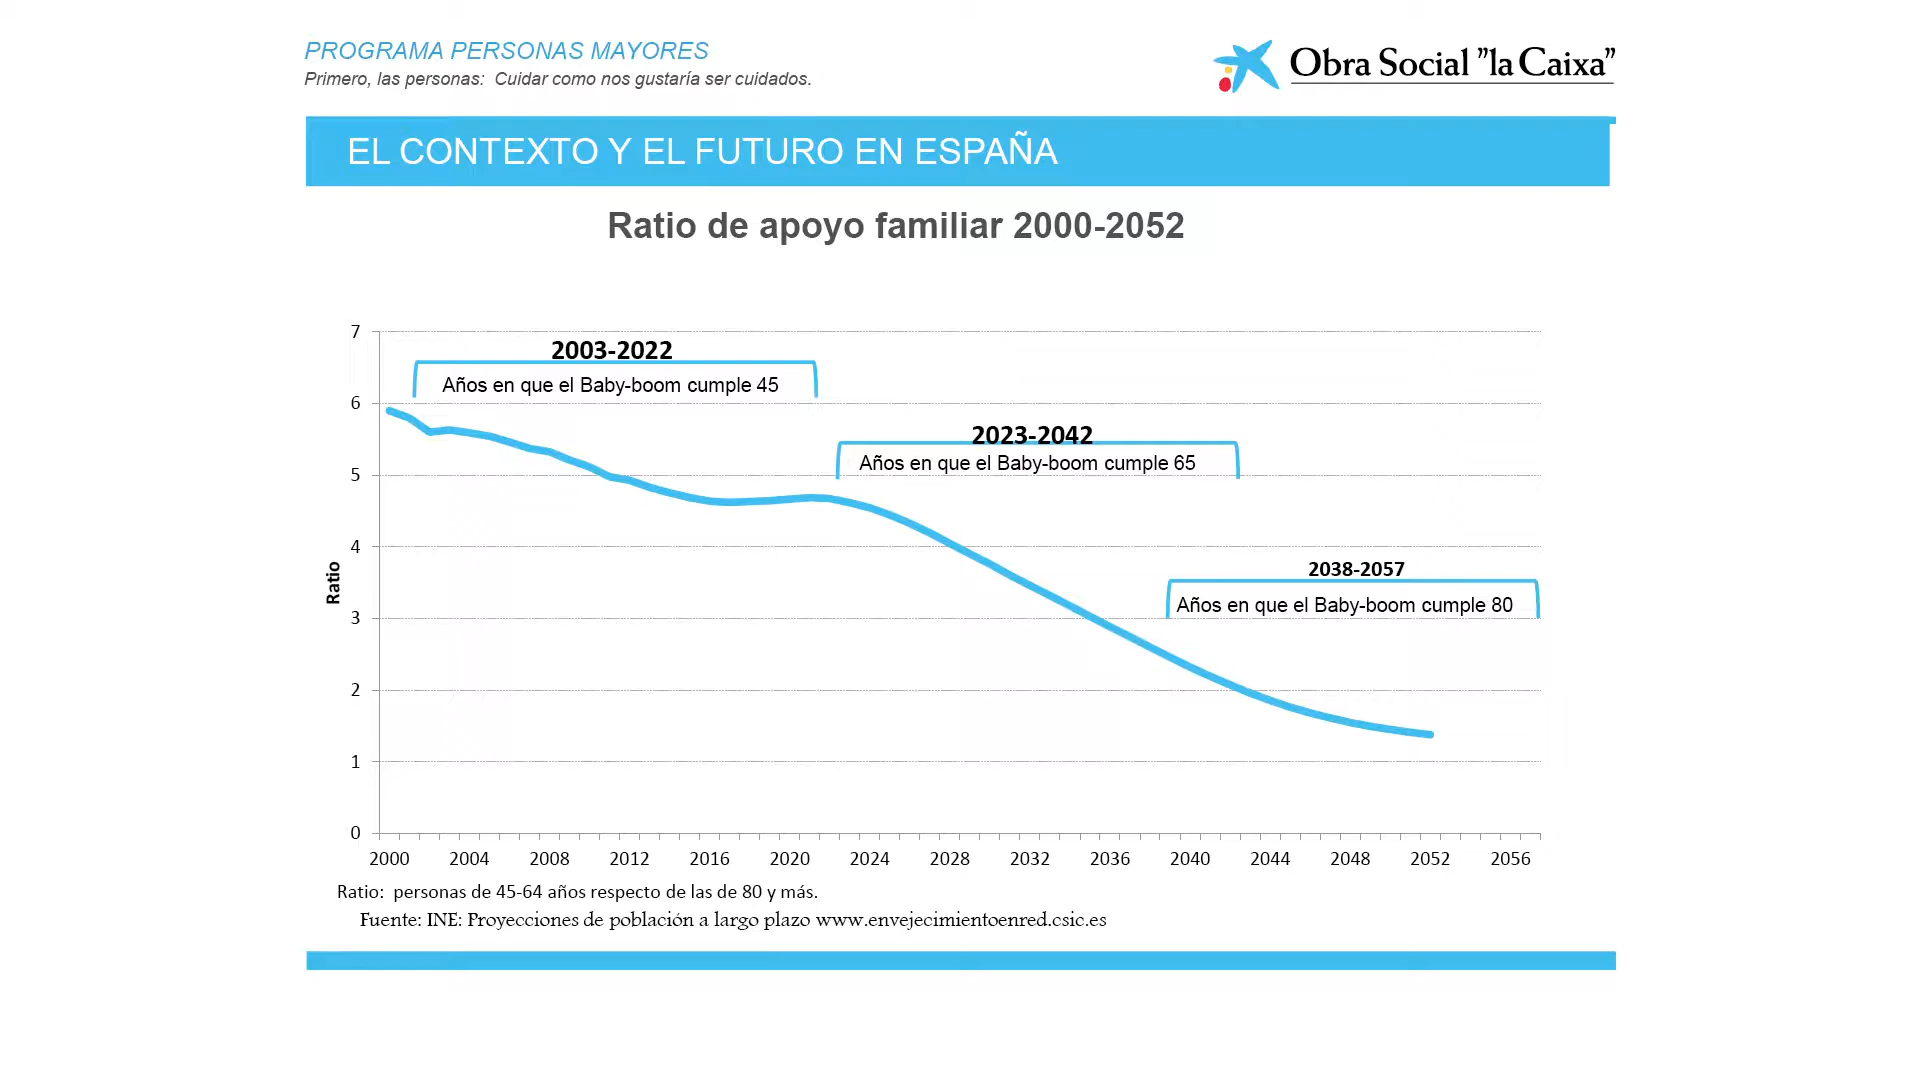 PROGRAMA PERSONAS MAYORES
Primero, las personas: Cuidar como nos gustaría ser cuidados.
Obra Social "la Caixa"
EL CONTEXTO Y EL FUTURO EN ESPAÑA
Ratio de apoyo familiar 2000-2052
7
2003-2022
Años en que el Baby-boom cumple 45
6
2023-2042
Años en que el Baby-boom cumple 65
5
4
2038-2057
Años en que el Baby-boom cumple 80
Ratio
3
2
1
0
2000 2004 2008 2012 2016 2020 2024 2028 2032 2036 2040 2044 2048 2052 2056
Ratio: personas de 45-64 años respecto de las de 80 y más.
Fuente: INE: Proyecciones de población a largo plazo www.envejecimientoenred.csic.es